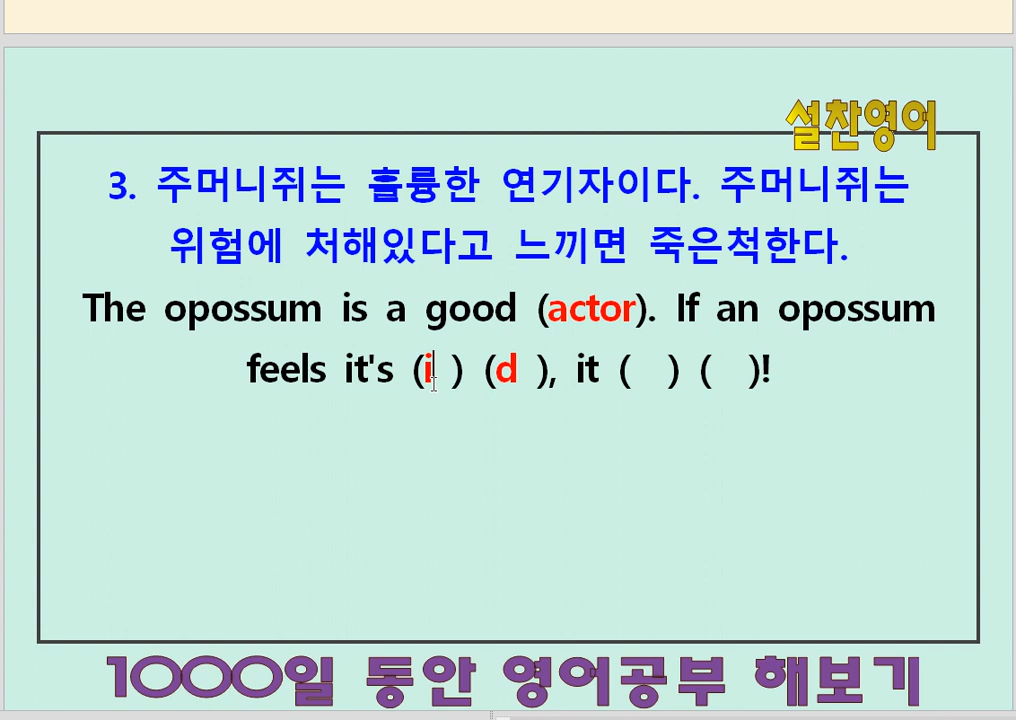 설찬영어
3. 주머니쥐는 훌륭한 연기자이다. 주머니쥐는
위험에 처해있다고 느끼면 죽은척한다.
The opossum is a good (actor). If an opossum
feels it's (i ) (d ), it ( ) ( )!
1000일 동안 영어공부 해보기